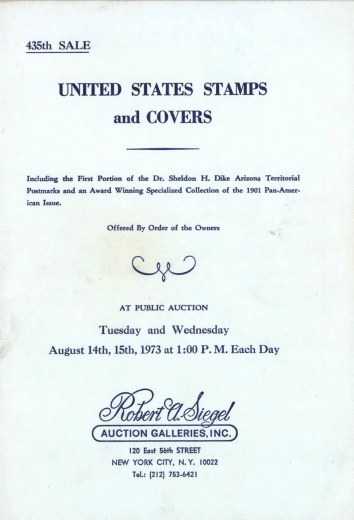 435th SALE
UNITED STATES STAMPS
and COVERS
Including the First Portion of the Dr. Sheldon H. Dike Arizona Territorial
Postmarks and an Award Winning Specialized Collection of the 1901 Pan-Amer-
ican Issue.
Offered By Order of the Owners
AT PUBLIC AUCTION
Tuesday and Wednesday
August 14th, 15th, 1973 at 1:00 P. M. Each Day
Robert A. Siegel
AUCTION GALLERIES, INC.
120 East 56th STREET
NEW YORK CITY, N. Y. 10022
Tel.: (212) 753-6421